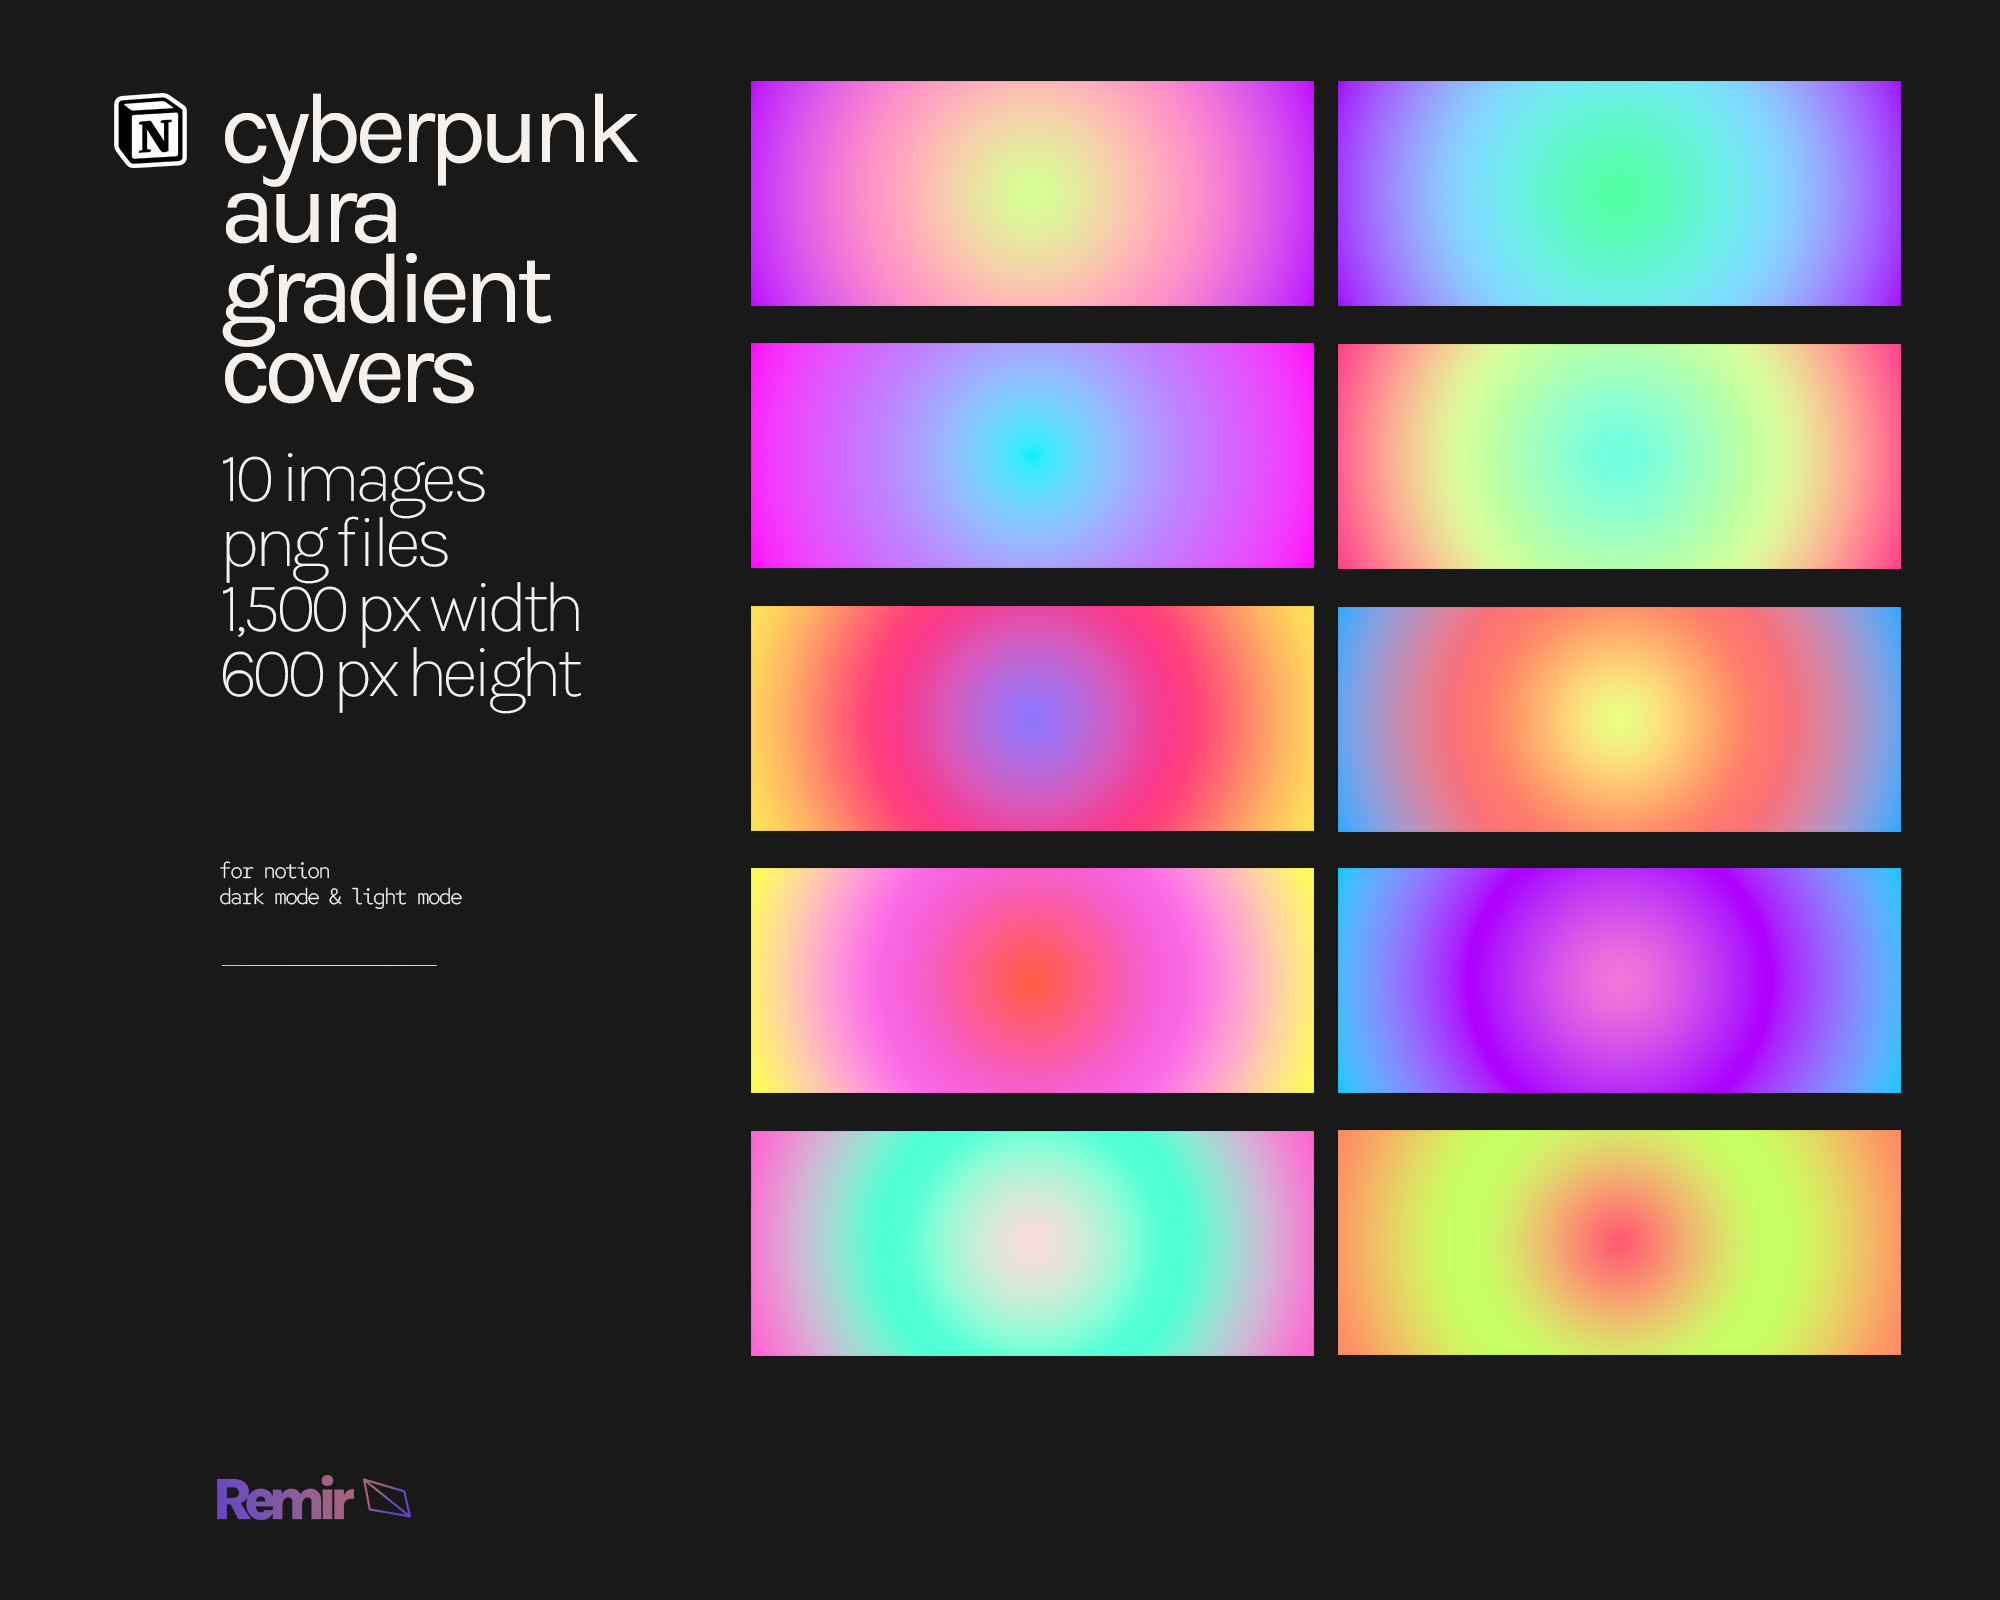 N
cyberpunk
aura
gradient
covers
10 images
png files
1,500 px width
600 px height
for notion
dark mode & light mode
Remir